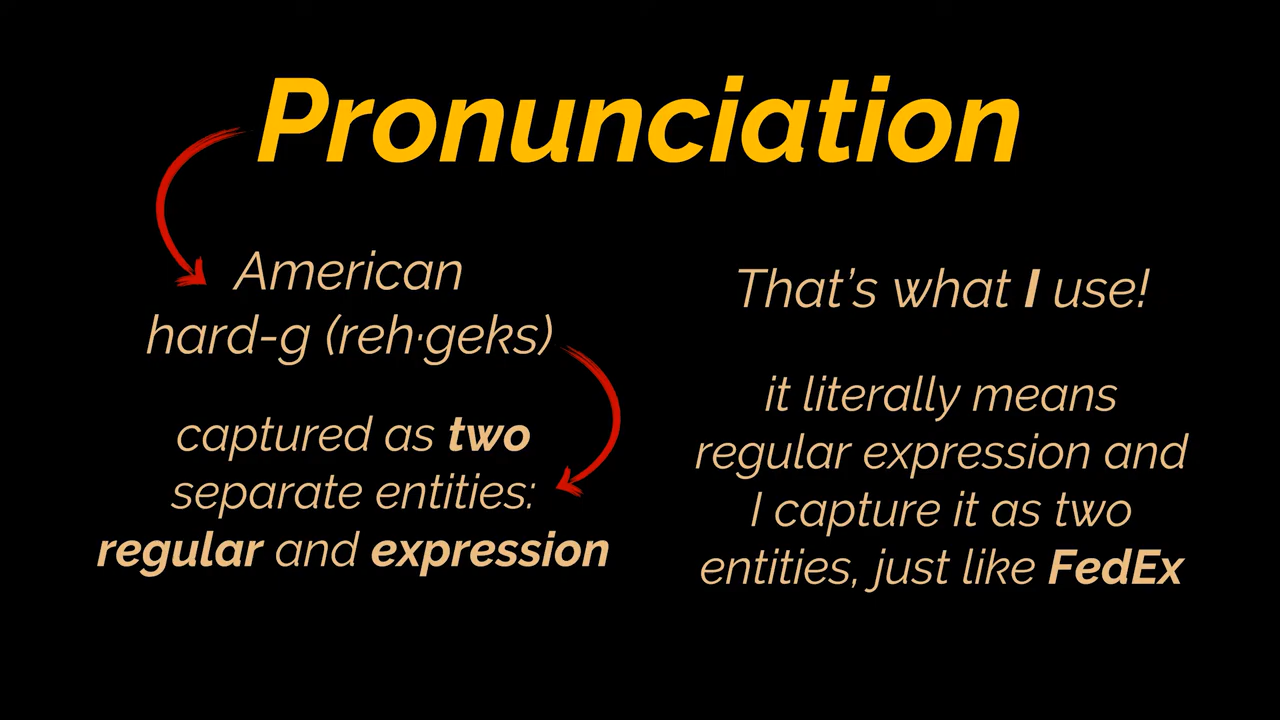 Pronunciation
American
hard-g (reh·geks)
captured as two
separate entities:
regular and expression
That’s what I use!
it literally means
regular expression and
I capture it as two
entities, just like FedEx